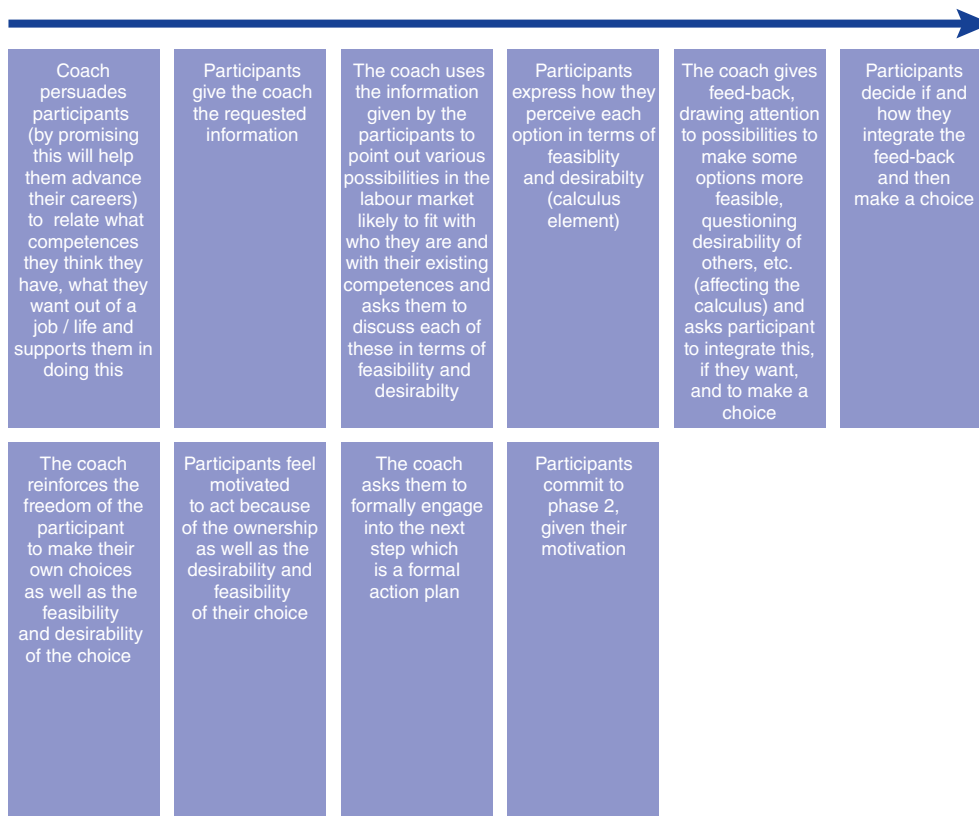 Coach
persuades
participants
(by promising
this will help
them advance
their careers)
to relate what
competences
they think they
have, what they
want out of a
job / life and
supports them in
doing this
Participants
give the coach
the requested
information
The coach uses
the information
given by the
participants to
point out various
possibilities in the
labour market
likely to fit with
who they are and
with their existing
competences and
asks them to
discuss each of
these in terms of
feasibility and
desirabilty
Participants
express how they
perceive each
option in terms of
feasiblity
and desirabilty
(calculus
element)
The coach gives
feed-back,
drawing attention
to possibilities to
make some
options more
feasible,
questioning
desirability of
others, etc.
(affecting the
calculus) and
asks participant
to integrate this,
if they want,
and to make a
choice
Participants
decide if and
how they
integrate the
feed-back
and then
make a choice
The coach
reinforces the
freedom of the
participant
to make their
own choices
as well as the
feasibility
and desirability
of the choice
Participants feel
motivated
to act because
of the ownership
as well as the
desirability and
feasibility
of their choice
The coach
asks them to
formally engage
into the next
step which
is a formal
action plan
Participants
commit to
phase 2,
given their
motivation